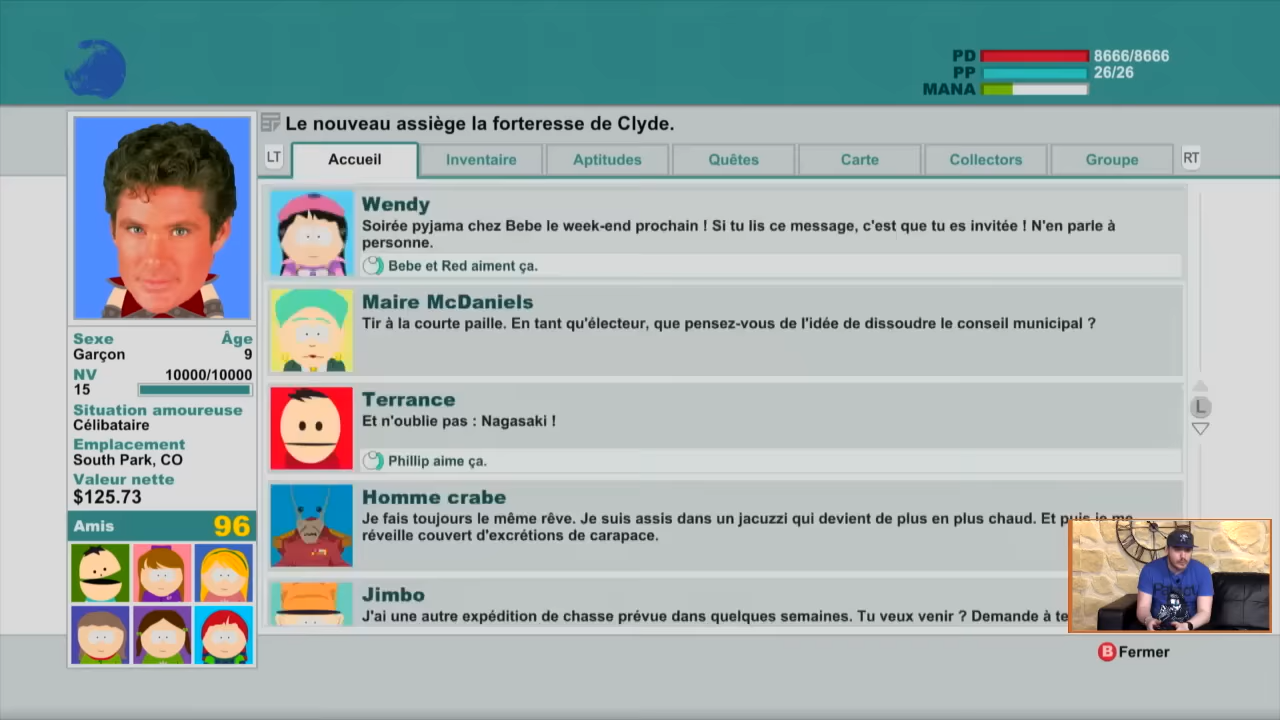 PD 8666/8666
PP 26/26
MANA
Le nouveau assiège la forteresse de Clyde.
LT Accueil Inventaire Aptitudes Quêtes Carte Collectors Groupe RT
Wendy
Soirée pyjama chez Bebe le week-end prochain ! Si tu lis ce message, c'est que tu es invitée ! N'en parle à
personne.
Bebe et Red aiment ça.
Maire McDaniels
Tir à la courte paille. En tant qu'électeur, que pensez-vous de l'idée de dissoudre le conseil municipal ?
Terrance
Et n'oublie pas : Nagasaki !
Phillip aime ça.
Homme crabe
Je fais toujours le même rêve. Je suis assis dans un jacuzzi qui devient de plus en plus chaud. Et puis je me
réveille couvert d'excrétions de carapace.
Jimbo
J'ai une autre expédition de chasse prévue dans quelques semaines. Tu veux venir ? Demande à te
L
Sexe Âge
Garçon 9
NV 10000/10000
15
Situation amoureuse
Célibataire
Emplacement
South Park, CO
Valeur nette
$125.73
Amis 96
B Fermer